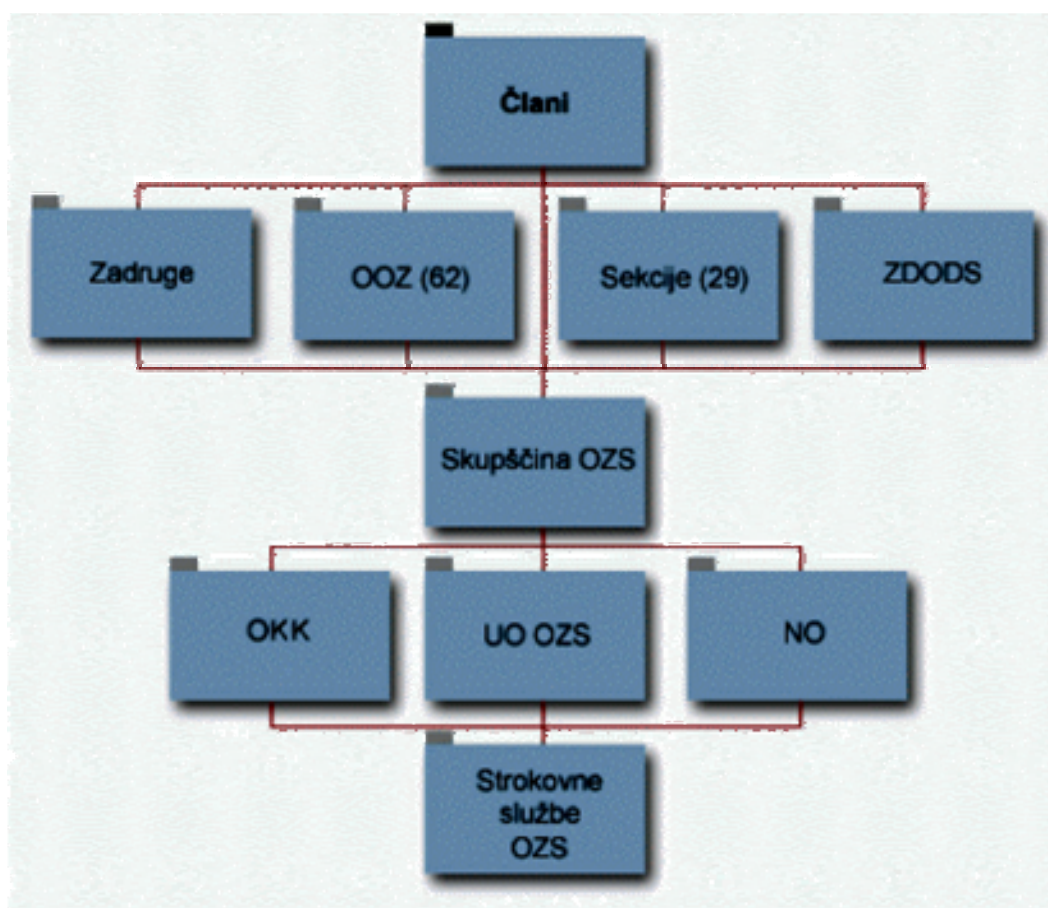 Člani
Zadruge
OOZ (62)
Sekcije (29)
ZDODS
Skupščina OZS
OKK
UO OZS
NO
Strokovne
službe
OZS